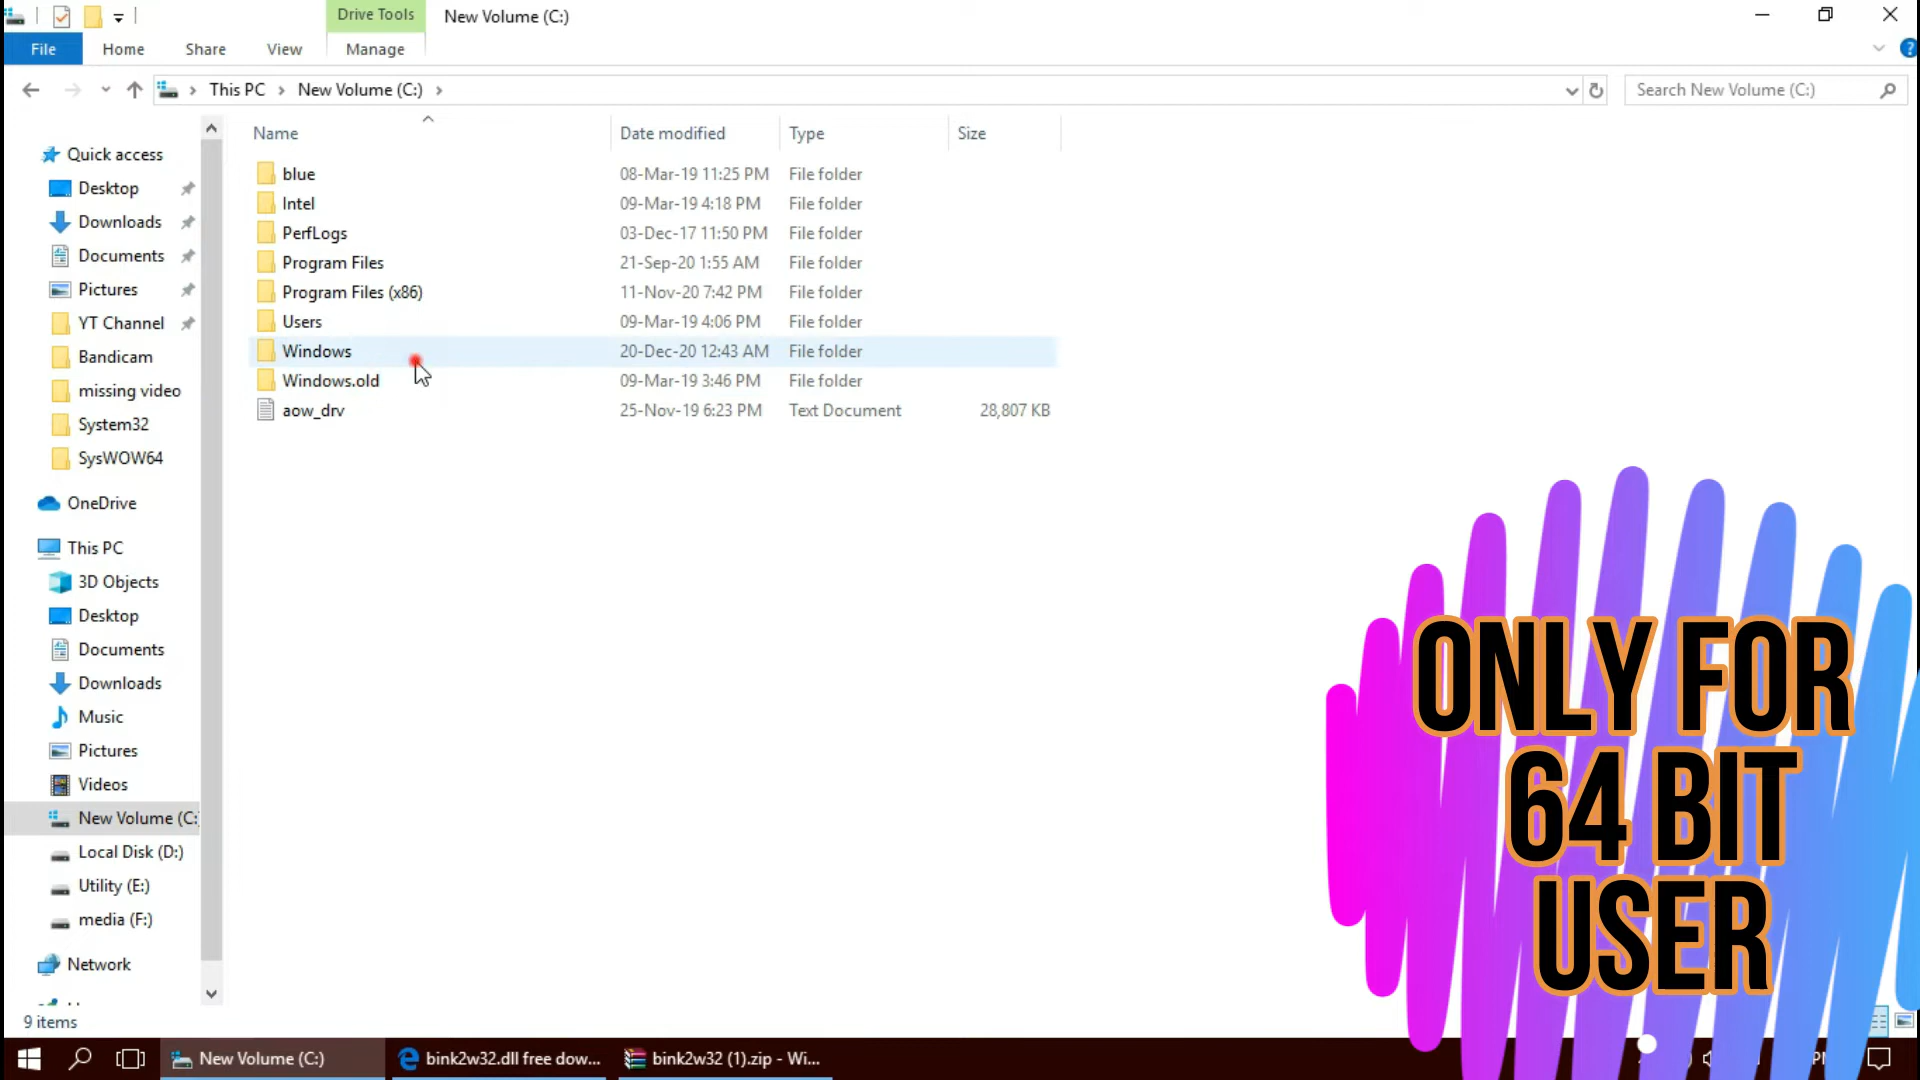 Drive Tools
New Volume (C:)
File
Home
Share
View
Manage
This PC
New Volume (C:)
Search New Volume (C:)
Name
Date modified
Type
Size
blue
08-Mar-19 11:25 PM
File folder
Intel
09-Mar-19 4:18 PM
File folder
PerfLogs
03-Dec-17 11:50 PM
File folder
Program Files
21-Sep-20 1:55 AM
File folder
Program Files (x86)
11-Nov-20 7:42 PM
File folder
Users
09-Mar-19 4:06 PM
File folder
Windows
20-Dec-20 12:43 AM
File folder
Windows.old
09-Mar-19 3:46 PM
File folder
aow_drv
25-Nov-19 6:23 PM
Text Document
28,807 KB
Quick access
Desktop
Downloads
Documents
Pictures
YT Channel
Bandicam
missing video
System32
SysWOW64
OneDrive
This PC
3D Objects
Desktop
Documents
Downloads
Music
Pictures
Videos
New Volume (C:
Local Disk (D:)
Utility (E:)
media (F:)
Network
9 items
ONLY FOR
64 BIT
USER
New Volume (C:)
bink2w32.dll free dow...
bink2w32 (1).zip - Wi...